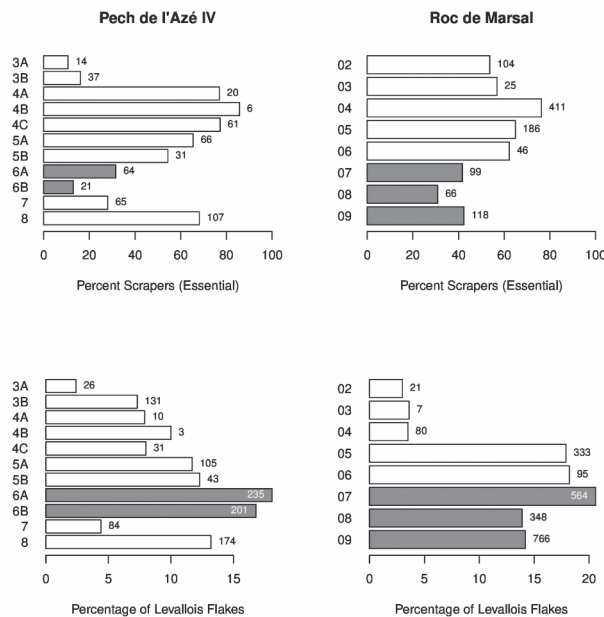 Pech de l'Azé IV
3A 14
3B 37
4A 20
4B 6
4C 61
5A 66
5B 31
6A 64
6B 21
7 65
8 107
0 20 40 60 80 100
Percent Scrapers (Essential)
Roc de Marsal
02 104
03 25
04 411
05 186
06 46
07 99
08 66
09 118
0 20 40 60 80 100
Percent Scrapers (Essential)
3A 26
3B 131
4A 10
4B 3
4C 31
5A 105
5B 43
6A 235
6B 201
7 84
8 174
0 5 10 15
Percentage of Levallois Flakes
02 21
03 7
04 80
05 333
06 95
07 564
08 348
09 766
0 5 10 15 20
Percentage of Levallois Flakes